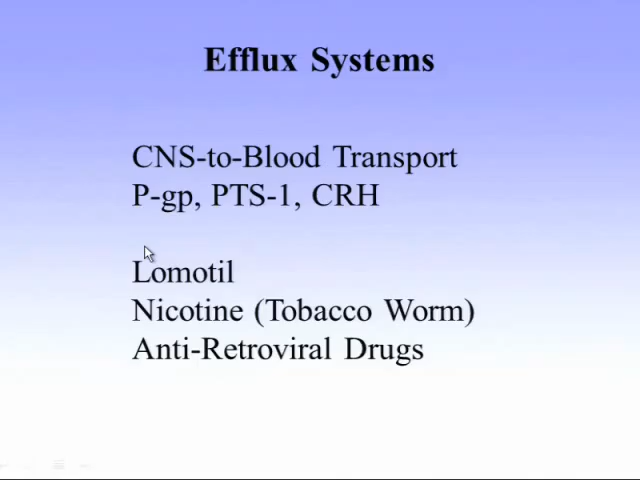 Efflux Systems
CNS-to-Blood Transport
P-gp, PTS-1, CRH
Lomotil
Nicotine (Tobacco Worm)
Anti-Retroviral Drugs